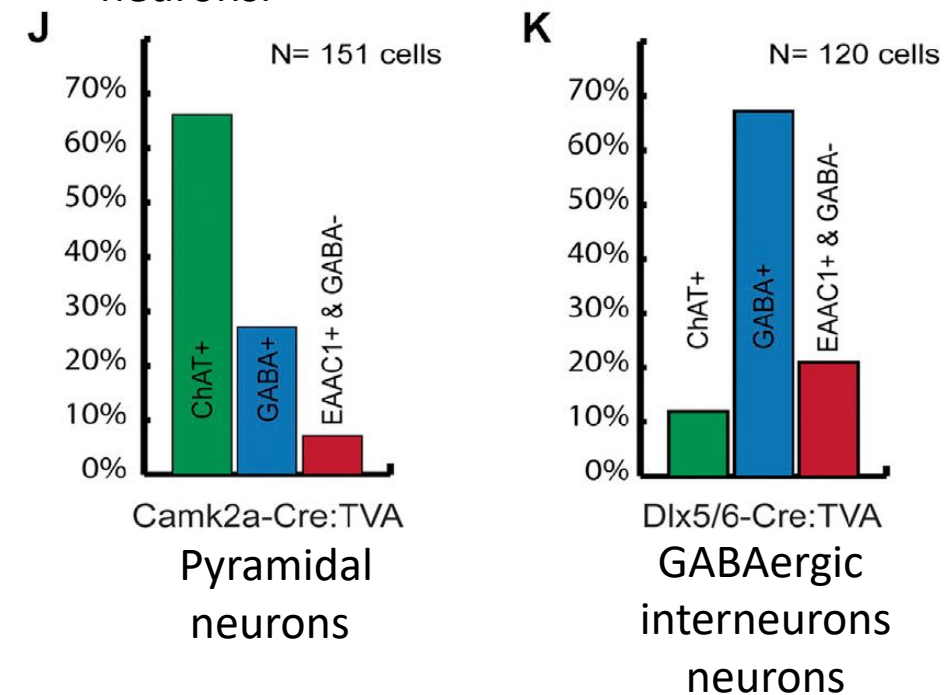 neurons.
J
N= 151 cells
70%
60%
50%
40%
30%
20%
10%
0%
ChAT+
GABA+
EAAC1+ & GABA-
Camk2a-Cre:TVA
Pyramidal
neurons
K
N= 120 cells
70%
60%
50%
40%
30%
20%
10%
0%
ChAT+
GABA+
EAAC1+ & GABA-
Dlx5/6-Cre:TVA
GABAergic
interneurons
neurons